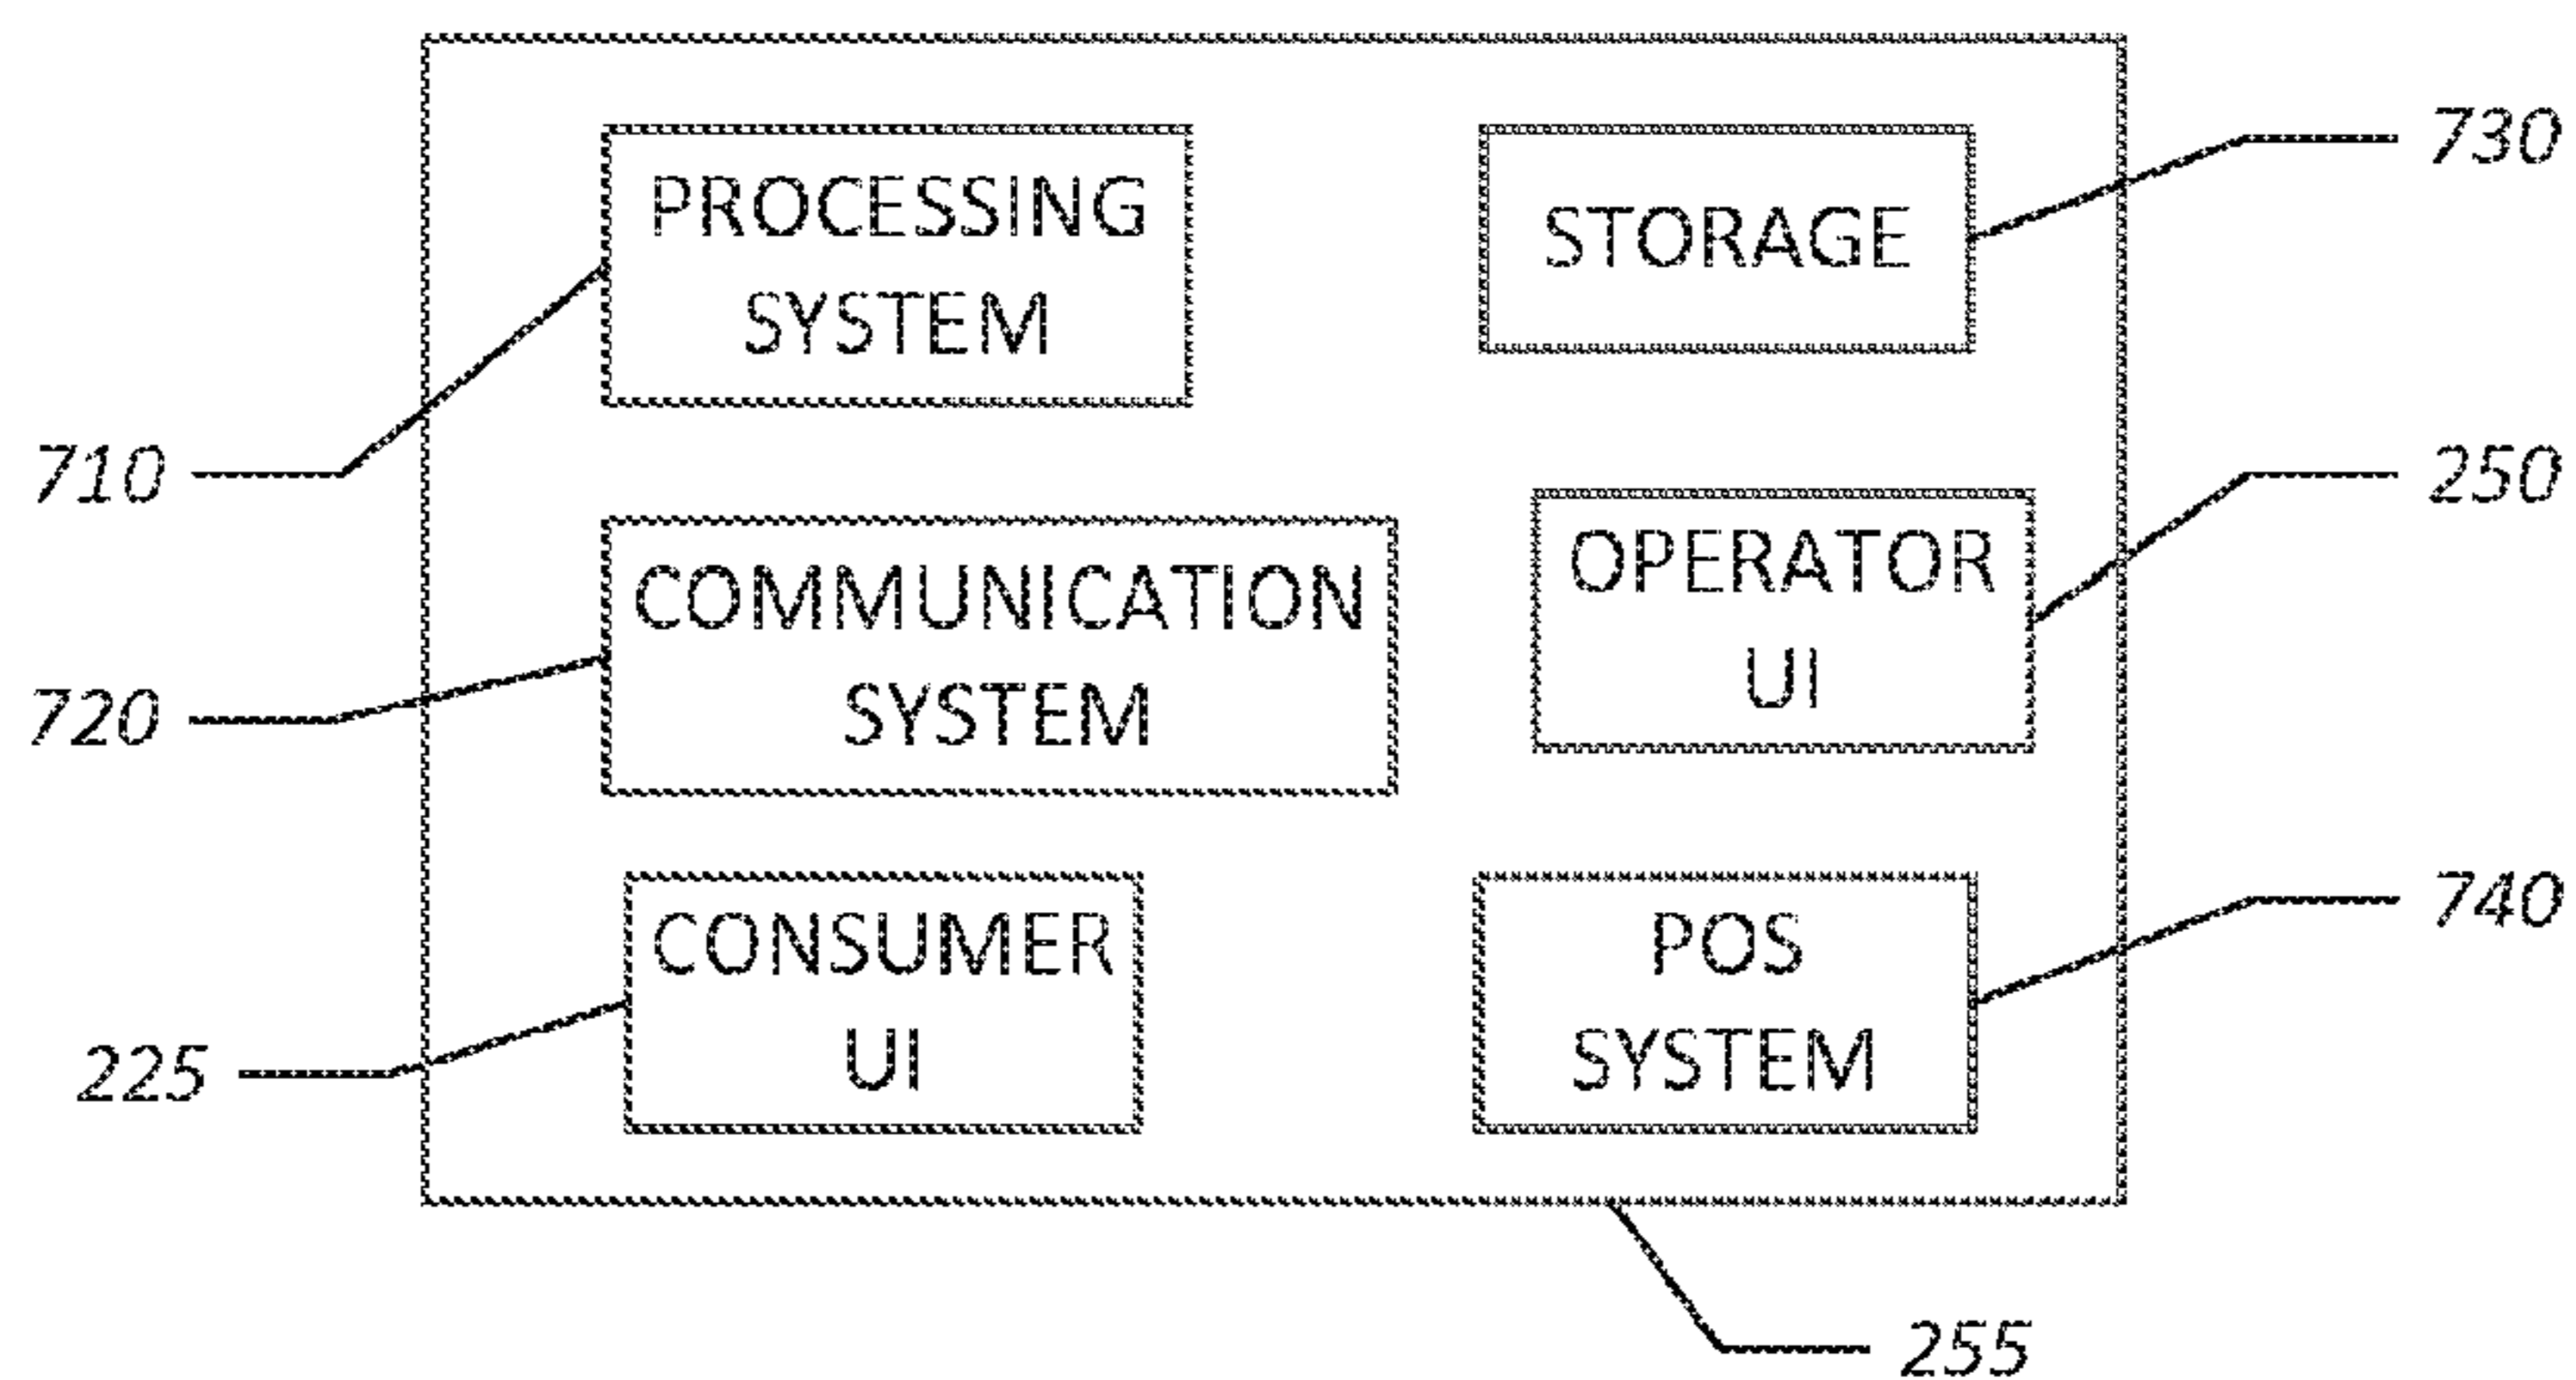 PROCESSING
SYSTEM
STORAGE
730
710
COMMUNICATION
SYSTEM
OPERATOR
UI
250
720
CONSUMER
UI
POS
SYSTEM
740
225
255